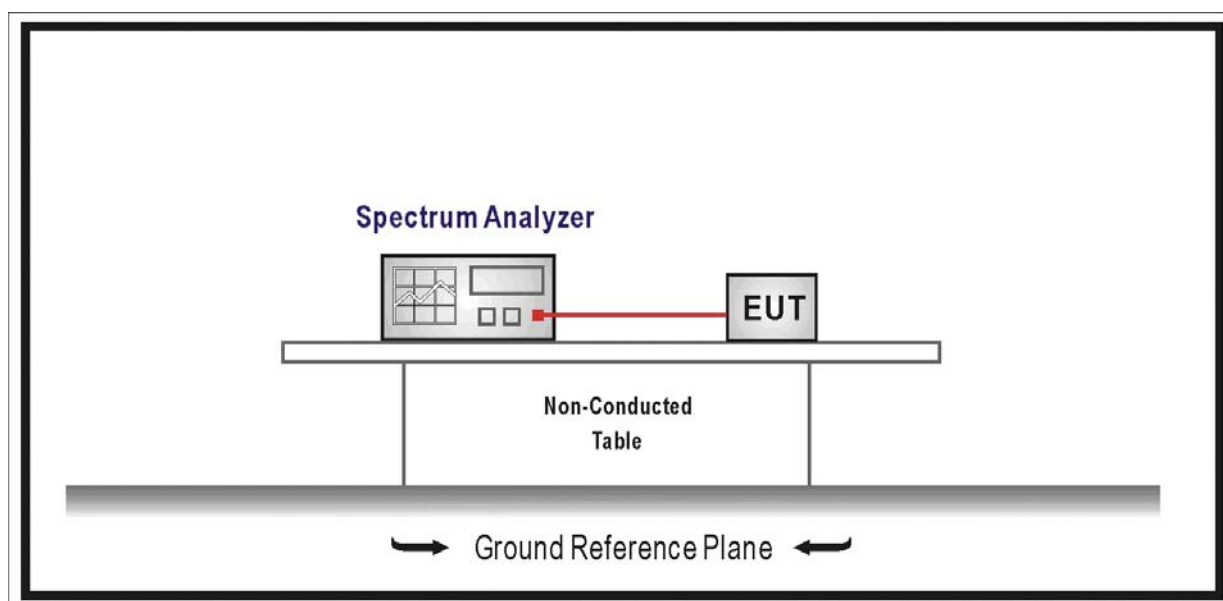 Spectrum Analyzer
EUT
Non-Conducted
Table
Ground Reference Plane